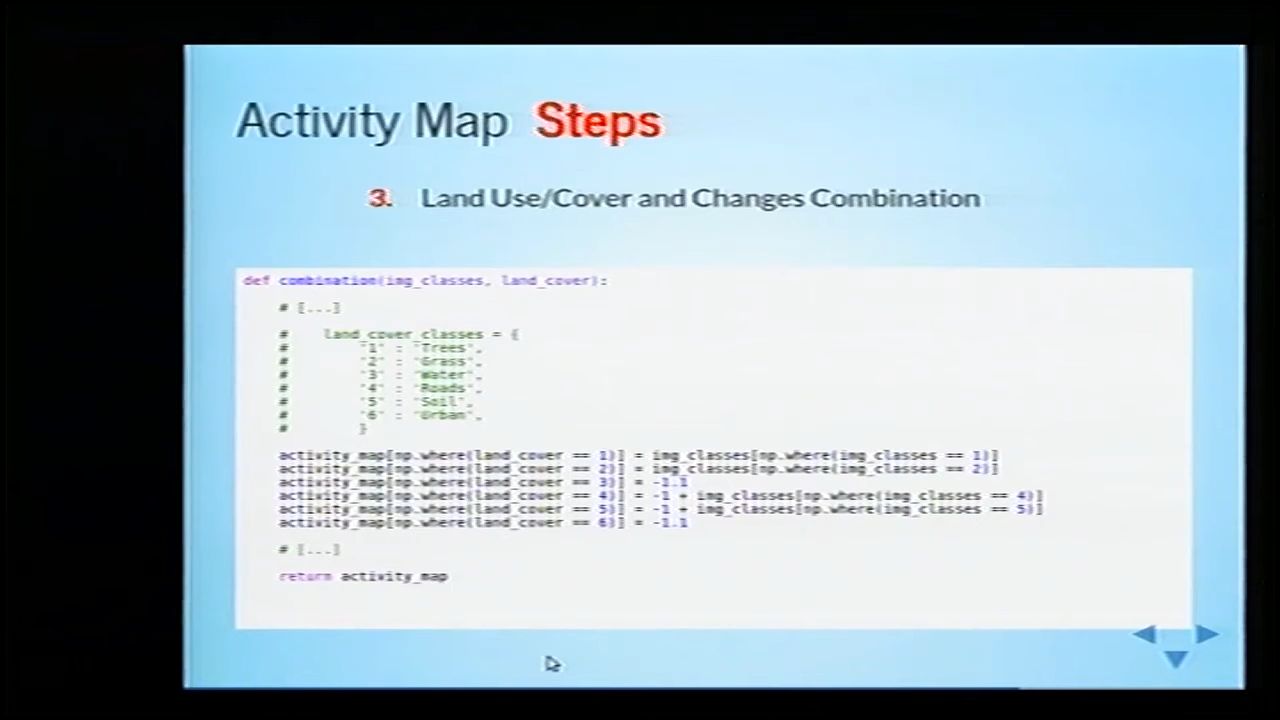 Activity Map Steps
3. Land Use/Cover and Changes Combination
def combination(img_classes, land_cover):
# [...]
# land_cover_classes = {
# '1' : 'Trees',
# '2' : 'Grass',
# '3' : 'Water',
# '4' : 'Roads',
# '5' : 'Soil',
# '6' : 'Urban',
# }
activity_map[np.where(land_cover == 1)] = img_classes[np.where(img_classes == 1)]
activity_map[np.where(land_cover == 2)] = img_classes[np.where(img_classes == 2)]
activity_map[np.where(land_cover == 3)] = -1.1
activity_map[np.where(land_cover == 4)] = -1 + img_classes[np.where(img_classes == 4)]
activity_map[np.where(land_cover == 5)] = -1 + img_classes[np.where(img_classes == 5)]
activity_map[np.where(land_cover == 6)] = -1.1
# [...]
return activity_map